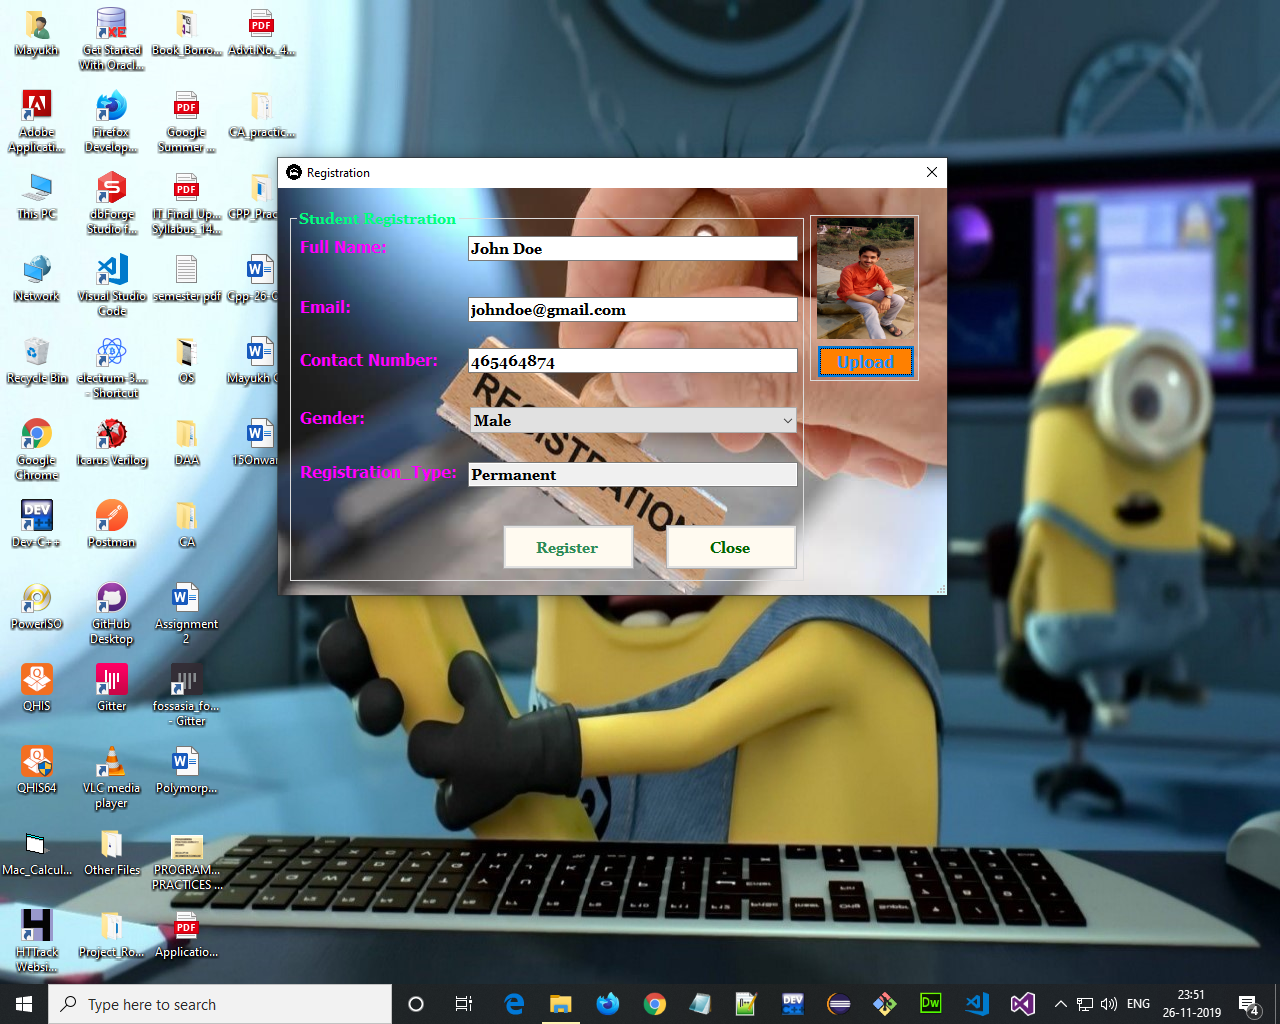 Mayukh
Get Started
With Oracl...
Book_Borro...
Advt.No._4...
Adobe
Applicati...
Firefox
Develop...
Google
Summer ...
CA_practic...
This PC
dbForge
Studio f...
IT_Final_Up...
Syllabus_14...
CPP_Prac
Network
Visual Studio
Code
semester pdf
Cpp-26-
Recycle Bin
electrum-3....
- Shortcut
OS
Mayukh
Google
Chrome
Icarus Verilog
DAA
15Onwar
Dev-C++
Postman
CA
PowerISO
GitHub
Desktop
Assignment
2
QHIS
Gitter
fossasia_fo...
- Gitter
QHIS64
VLC media
player
Polymorp...
Mac_Calcul...
Other Files
PROGRAM...
PRACTICES ...
HTTrack
Websi...
Project_Ro...
Applicatio...
Registration
Student Registration
Full Name:
John Doe
Email:
johndoe@gmail.com
Contact Number:
465464874
Gender:
Male
Registration_Type:
Permanent
Register
Close
Upload
REGISTRATION
Type here to search
ENG
23:51
26-11-2019
4